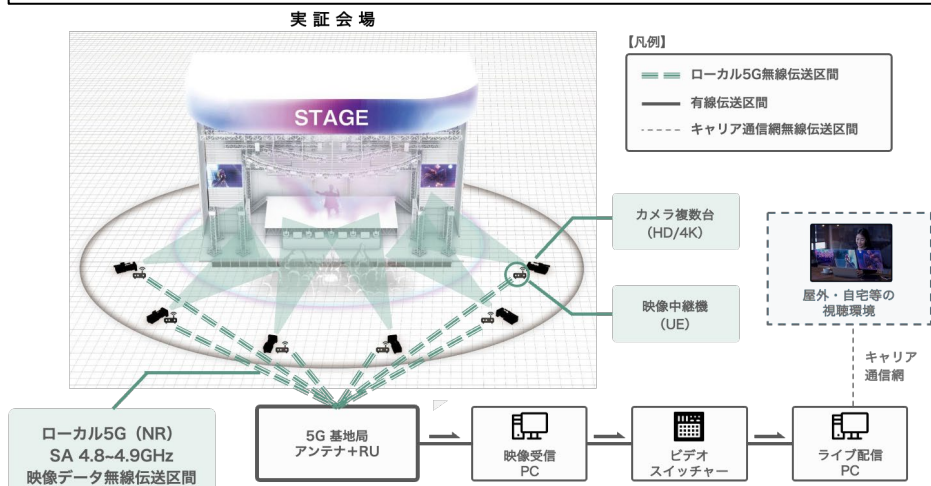 実証会場
STAGE
【凡例】
ローカル5G無線伝送区間
有線伝送区間
キャリア通信網無線伝送区間
カメラ複数台
（HD/4K）
映像中継機
（UE）
屋外・自宅等の
視聴環境
キャリア
通信網
ローカル5G（NR）
SA 4.8~4.9GHz
映像データ無線伝送区間
5G 基地局
アンテナ+RU
映像受信
PC
ビデオ
スイッチャー
ライブ配信
PC